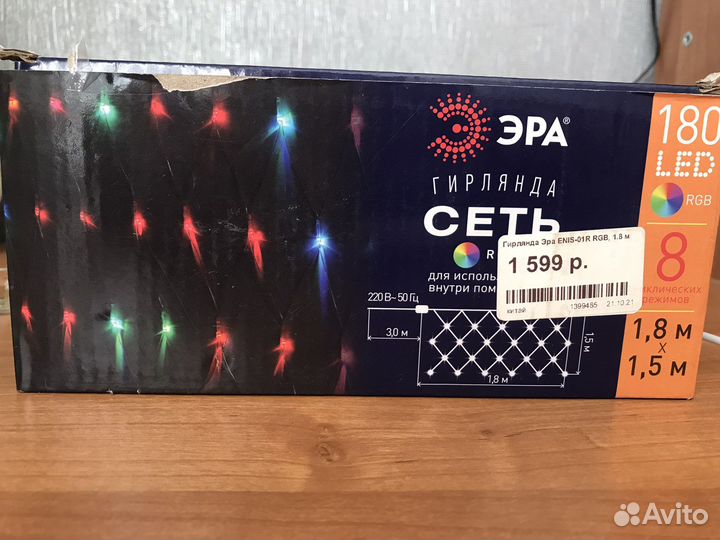 ЭРА®
ГИРЛЯНДА
СЕТЬ
R
для исполь
внутри пом
220 В~ 50 Гц
3,0 м
1,8 м
1,5 м
Гирлянда Эра ENIS-01R RGB, 1.8 м
1 599 р.
1399485 21.10.21
китай
180
LED
RGB
8
иклических
режимов
1,8 м
x
1,5 м
Avito